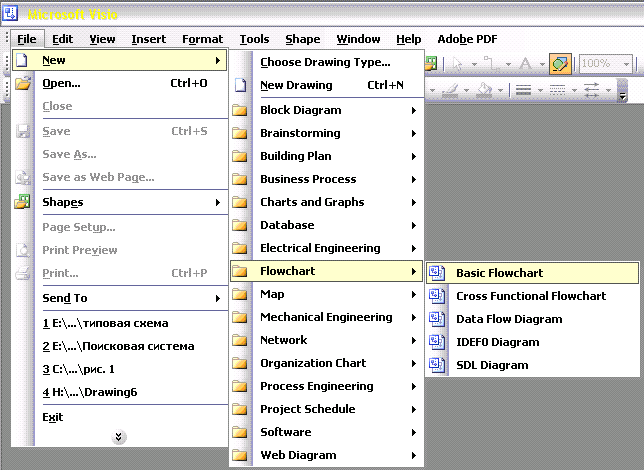 Microsoft Visio
File Edit View Insert Format Tools Shape Window Help Adobe PDF
100%
New
Open... Ctrl+O
Close
Save Ctrl+S
Save As...
Save as Web Page...
Shapes
Page Setup...
Print Preview
Print... Ctrl+P
Send To
1 E:\...\типовая схема
2 E:\...\Поисковая система
3 C:\...\рис. 1
4 H:\...\Drawing6
Exit
Choose Drawing Type...
New Drawing Ctrl+N
Block Diagram
Brainstorming
Building Plan
Business Process
Charts and Graphs
Database
Electrical Engineering
Flowchart
Map
Mechanical Engineering
Network
Organization Chart
Process Engineering
Project Schedule
Software
Web Diagram
Basic Flowchart
Cross Functional Flowchart
Data Flow Diagram
IDEF0 Diagram
SDL Diagram